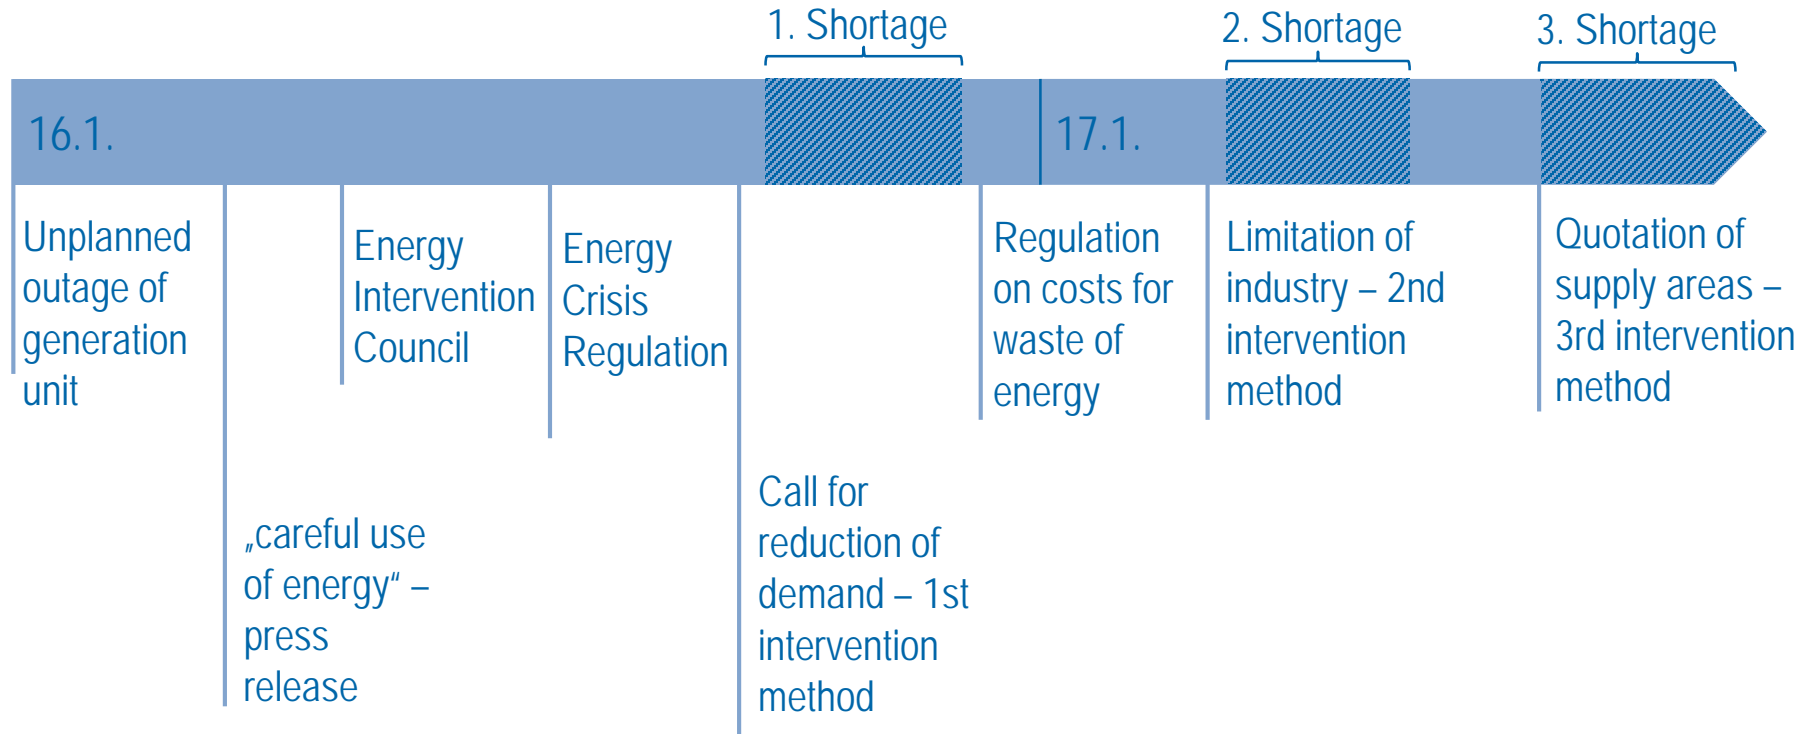 1. Shortage
2. Shortage
3. Shortage
16.1.
17.1.
Unplanned
outage of
generation
unit
„careful use
of energy“ –
press
release
Energy
Intervention
Council
Energy
Crisis
Regulation
Call for
reduction of
demand – 1st
intervention
method
Regulation
on costs for
waste of
energy
Limitation of
industry – 2nd
intervention
method
Quotation of
supply areas –
3rd intervention
method